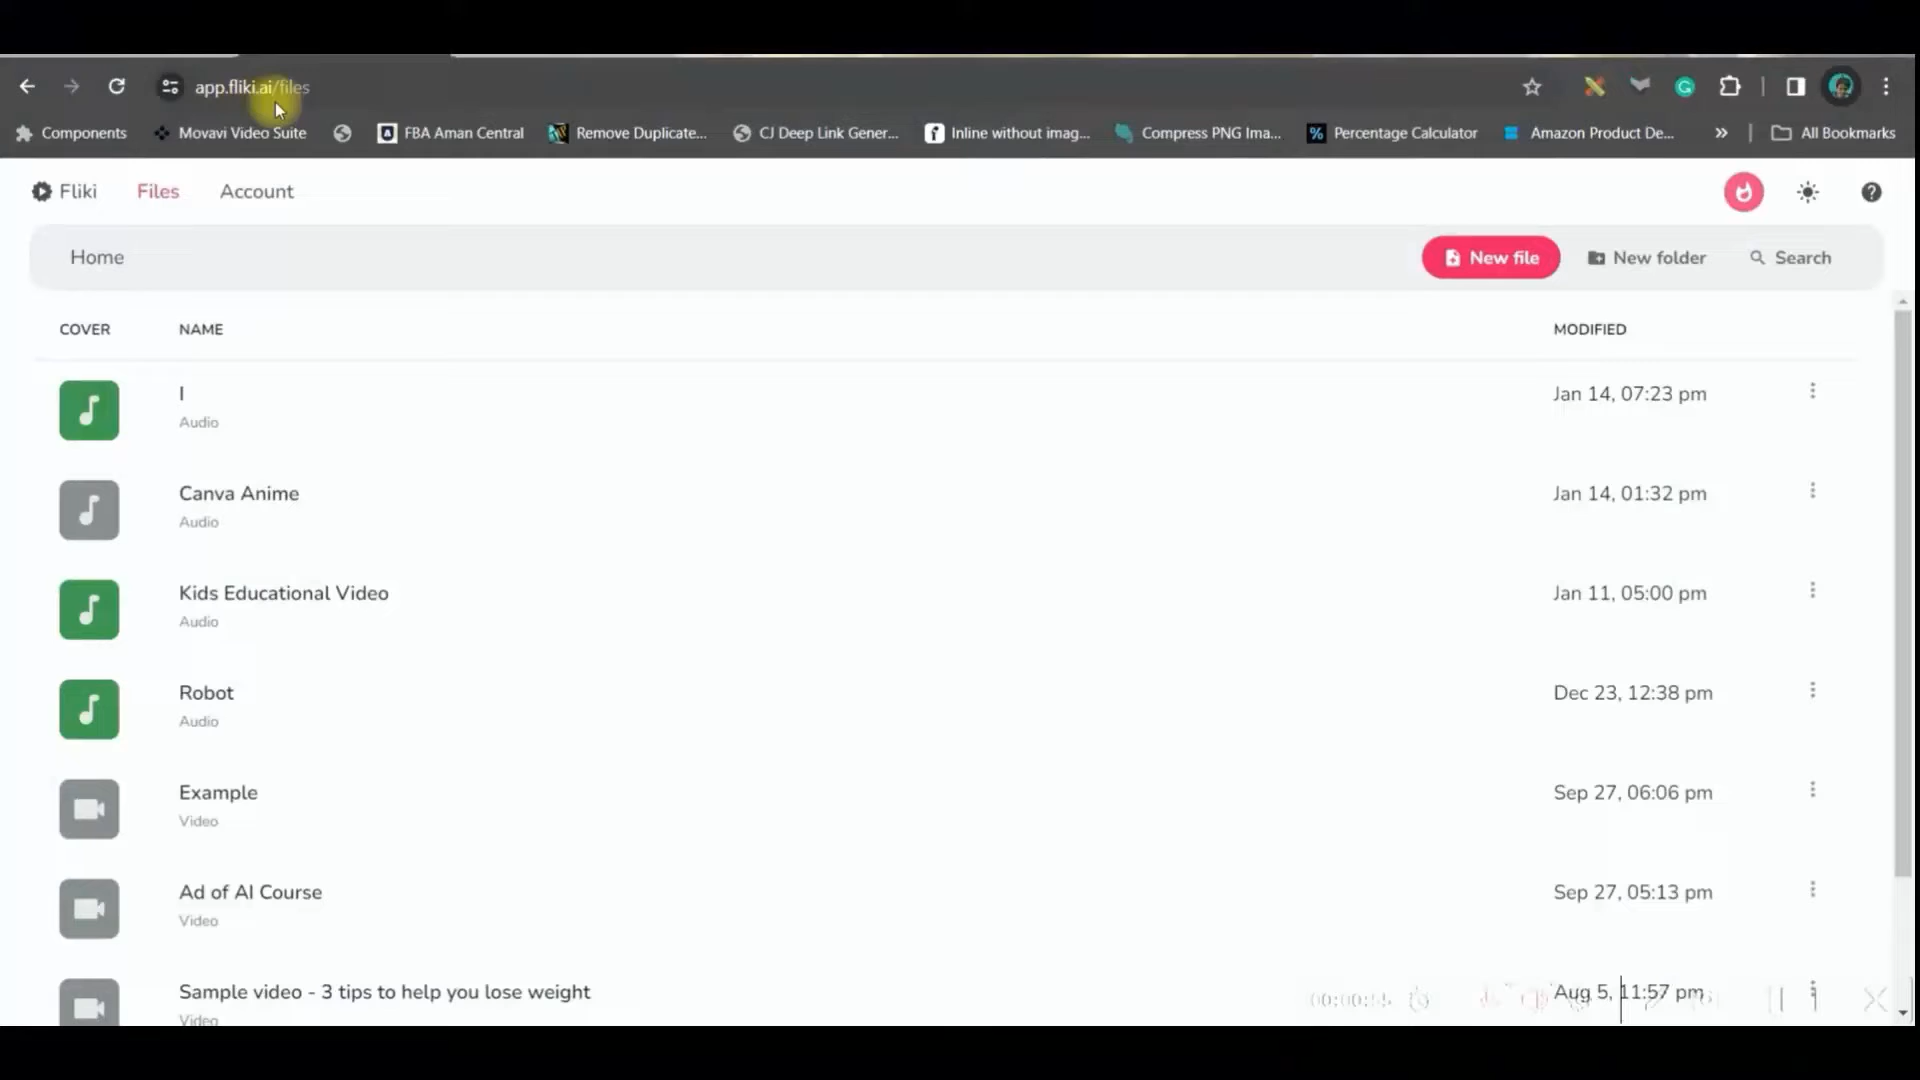 app.fliki.ai/files
Components Movavi Video Suite FBA Aman Central Remove Duplicate... CJ Deep Link Gener... Inline without imag... Compress PNG Ima... Percentage Calculator Amazon Product De... » All Bookmarks
Fliki Files Account
Home New file New folder Search
COVER NAME MODIFIED
I Jan 14, 07:23 pm
Audio
Canva Anime Jan 14, 01:32 pm
Audio
Kids Educational Video Jan 11, 05:00 pm
Audio
Robot Dec 23, 12:38 pm
Audio
Example Sep 27, 06:06 pm
Video
Ad of AI Course Sep 27, 05:13 pm
Video
Sample video - 3 tips to help you lose weight Aug 5, 11:57 pm
Video